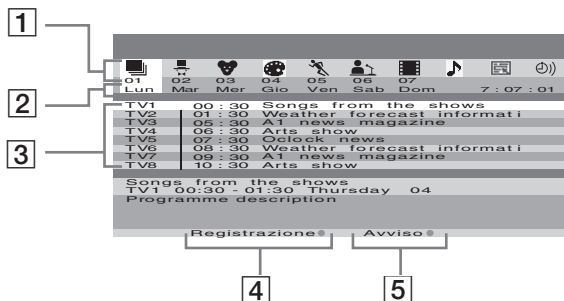 1
01 02 03 04 05 06 07
2
Lun Mar Mer Gio Ven Sab Dom 7 : 07 : 01
3
TV1 00 : 30 Songs from the shows
TV2 01 : 30 Weather forecast informati
TV3 05 : 30 A1 news magazine
TV4 06 : 30 Arts show
TV5 07 : 30 Oclock news
TV6 08 : 30 Weather forecast informati
TV7 09 : 30 A1 news magazine
TV8 10 : 30 Arts show
Songs from the shows
TV1 00:30 - 01:30 Thursday 04
Programme description
Registrazione Avviso
4 5